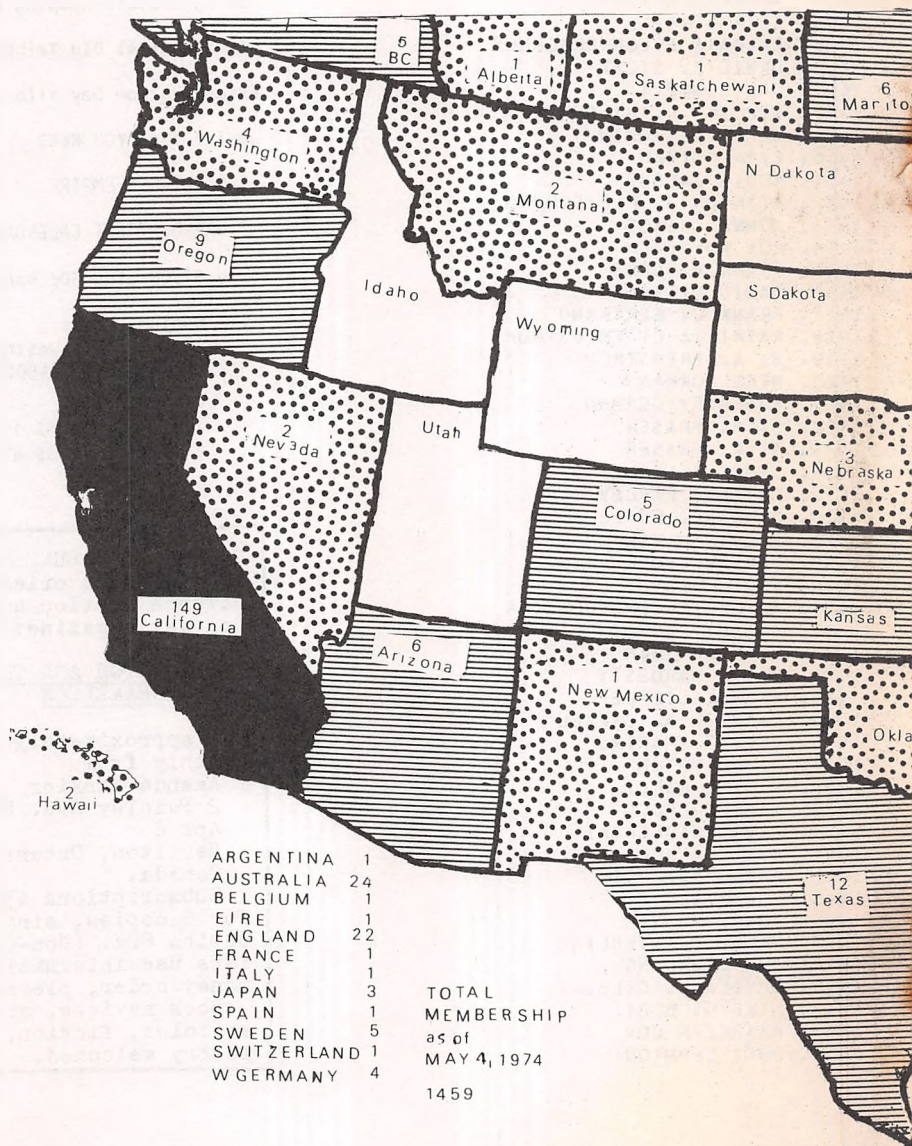 5
BC
1
Alberta
1
Saskatchewan
6
Manito
4
Washington
2
Montana
N Dakota
9
Oregon
Idaho
S Dakota
Wyoming
2
Nevada
Utah
3
Nebraska
5
Colorado
149
California
Kansas
6
Arizona
1
New Mexico
Okla
2
Hawaii
12
Texas
ARGENTINA 1
AUSTRALIA 24
BELGIUM 1
EIRE 1
ENGLAND 22
FRANCE 1
ITALY 1
JAPAN 3
SPAIN 1
SWEDEN 5
SWITZERLAND 1
W GERMANY 4
TOTAL
MEMBERSHIP
as of
MAY 4, 1974
1459